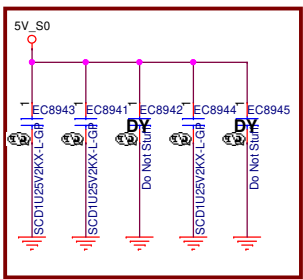 5V_S0
1
EC8943
1
EC8941
1
EC8942
1
EC8944
1
EC8945
DY
DY
SCD1U25V2KX-L-GP
SCD1U25V2KX-L-GP
Do Not Stuff
SCD1U25V2KX-L-GP
Do Not Stuff